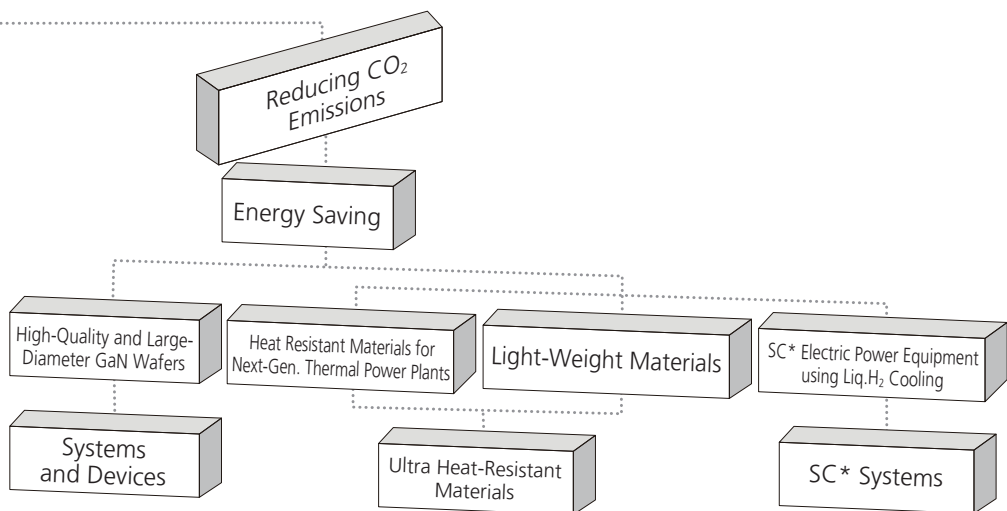 Reducing CO₂
Emissions
Energy Saving
High-Quality and Large-
Diameter GaN Wafers
Heat Resistant Materials for
Next-Gen. Thermal Power Plants
Light-Weight Materials
SC* Electric Power Equipment
using Liq.H₂ Cooling
Systems
and Devices
Ultra Heat-Resistant
Materials
SC* Systems